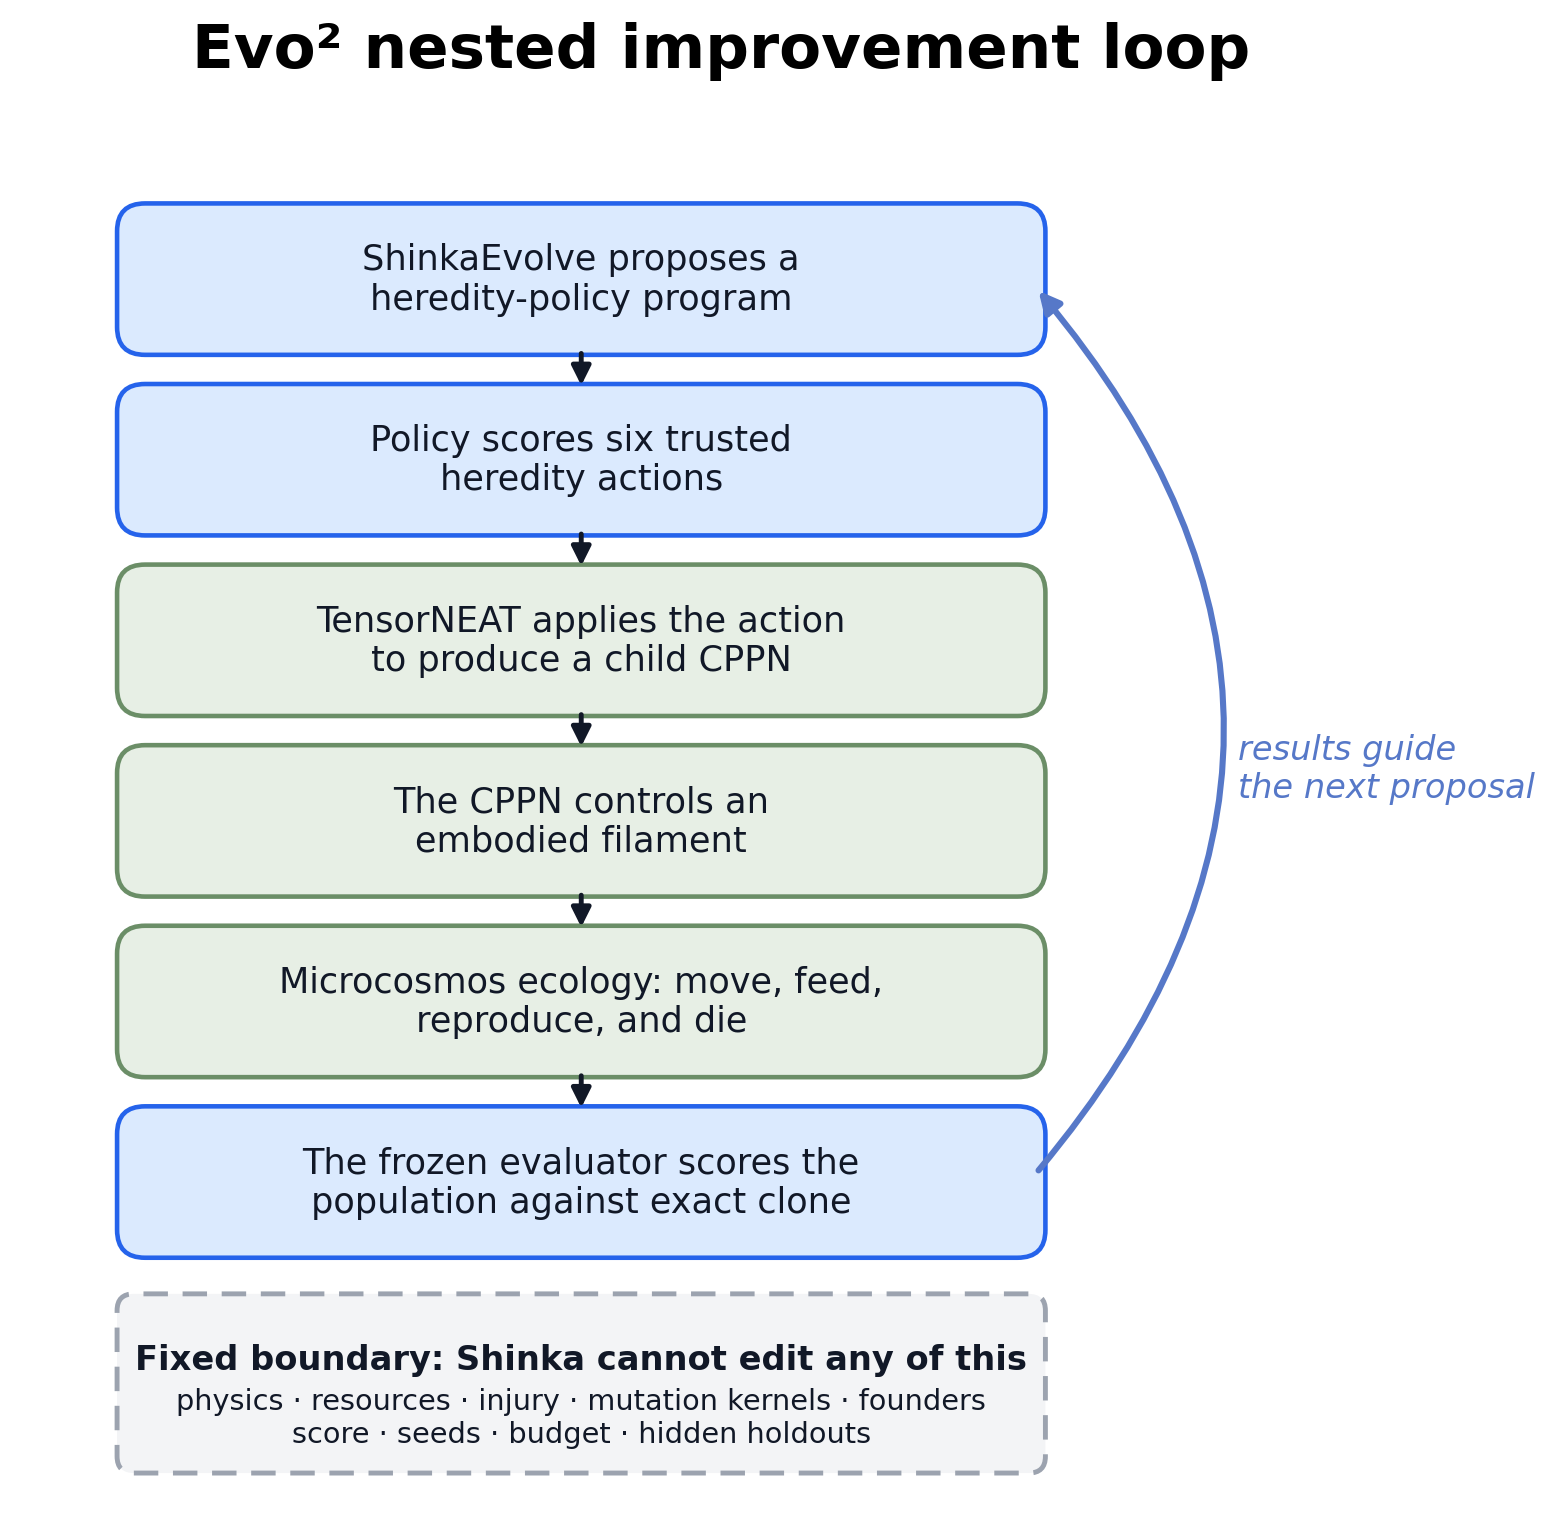 Evo² nested improvement loop
ShinkaEvolve proposes a
heredity-policy program
Policy scores six trusted
heredity actions
TensorNEAT applies the action
to produce a child CPPN
The CPPN controls an
embodied filament
results guide
the next proposal
Microcosmos ecology: move, feed,
reproduce, and die
The frozen evaluator scores the
population against exact clone
Fixed boundary: Shinka cannot edit any of this
physics · resources · injury · mutation kernels · founders
score · seeds · budget · hidden holdouts